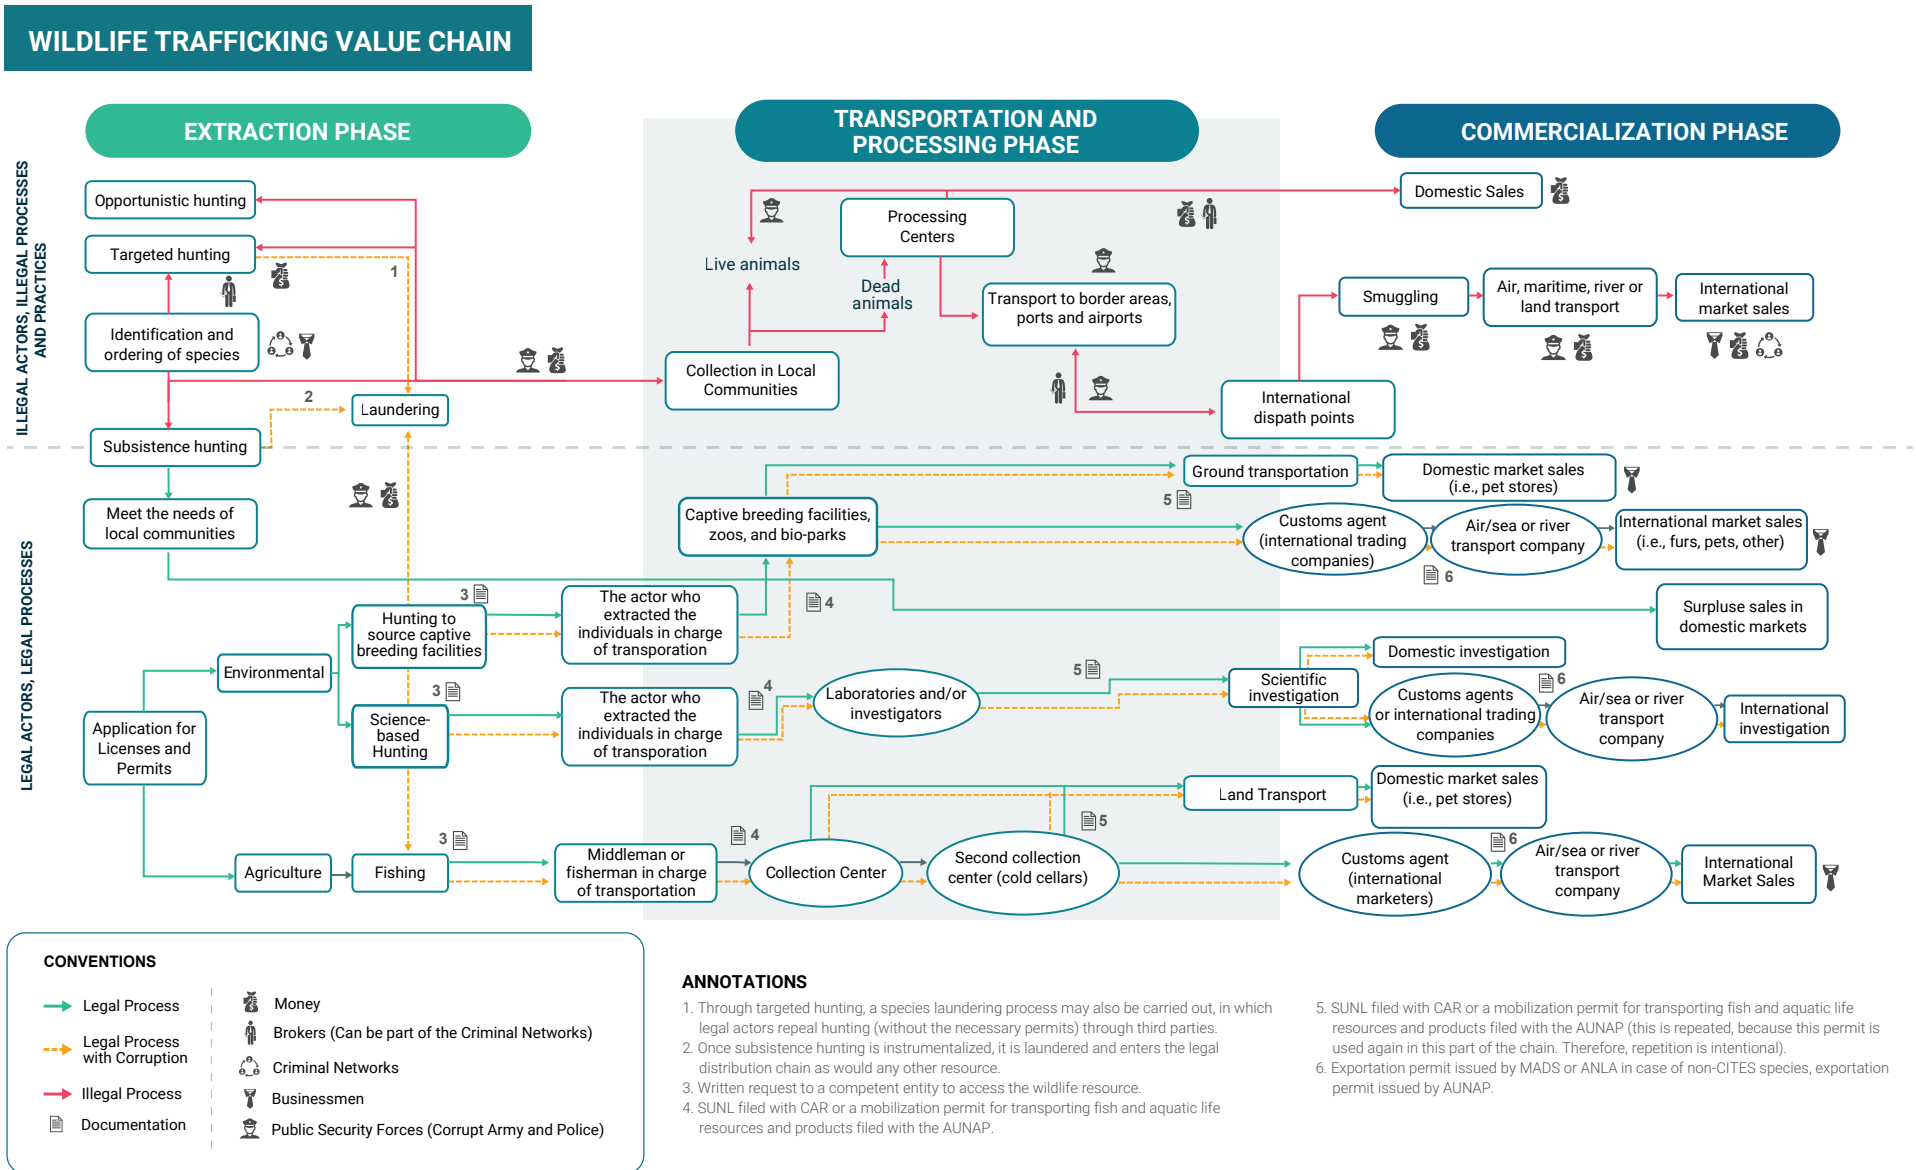 WILDLIFE TRAFFICKING VALUE CHAIN
EXTRACTION PHASE
TRANSPORTATION AND
PROCESSING PHASE
COMMERCIALIZATION PHASE
ILLEGAL ACTORS, ILLEGAL PROCESSES
AND PRACTICES
Opportunistic hunting
Targeted hunting
1
Identification and
ordering of species
2
Laundering
Subsistence hunting
Live animals
Processing
Centers
Dead
animals
Transport to border areas,
ports and airports
Collection in Local
Communities
Domestic Sales
Smuggling
Air, maritime, river or
land transport
International
market sales
International
dispath points
LEGAL ACTORS, LEGAL PROCESSES
Meet the needs of
local communities
Captive breeding facilities,
zoos, and bio-parks
Ground transportation
5
Domestic market sales
(i.e., pet stores)
Customs agent
(international trading
companies)
6
Air/sea or river
transport company
International market sales
(i.e., furs, pets, other)
Surpluse sales in
domestic markets
Application for
Licenses and
Permits
Environmental
Hunting to
source captive
breeding facilities
3
The actor who
extracted the
individuals in charge
of transporation
4
Science-
based
Hunting
3
The actor who
extracted the
individuals in charge
of transporation
4
Laboratories and/or
investigators
5
Scientific
investigation
Domestic investigation
Customs agents
or international trading
companies
6
Air/sea or river
transport
company
International
investigation
Agriculture
Fishing
3
Middleman or
fisherman in charge
of transportation
4
Collection Center
Second collection
center (cold cellars)
5
Land Transport
Domestic market sales
(i.e., pet stores)
Customs agent
(international
marketers)
6
Air/sea or river
transport
company
International
Market Sales
CONVENTIONS
Legal Process
Legal Process
with Corruption
Illegal Process
Documentation
Money
Brokers (Can be part of the Criminal Networks)
Criminal Networks
Businessmen
Public Security Forces (Corrupt Army and Police)
ANNOTATIONS
1. Through targeted hunting, a species laundering process may also be carried out, in which
legal actors repeal hunting (without the necessary permits) through third parties.
2. Once subsistence hunting is instrumentalized, it is laundered and enters the legal
distribution chain as would any other resource.
3. Written request to a competent entity to access the wildlife resource.
4. SUNL filed with CAR or a mobilization permit for transporting fish and aquatic life
resources and products filed with the AUNAP.
5. SUNL filed with CAR or a mobilization permit for transporting fish and aquatic life
resources and products filed with the AUNAP (this is repeated, because this permit is
used again in this part of the chain. Therefore, repetition is intentional).
6. Exportation permit issued by MADS or ANLA in case of non-CITES species, exportation
permit issued by AUNAP.